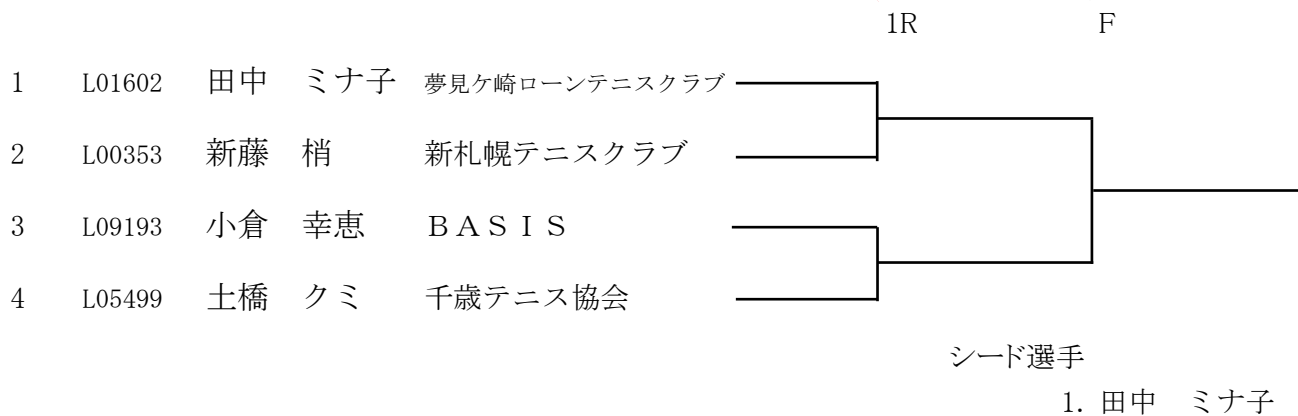 1R F
1 L01602 田中　ミナ子 夢見ケ崎ローンテニスクラブ
2 L00353 新藤　梢 新札幌テニスクラブ
3 L09193 小倉　幸恵 ＢＡＳＩＳ
4 L05499 土橋　クミ 千歳テニス協会
シード選手
1. 田中　ミナ子